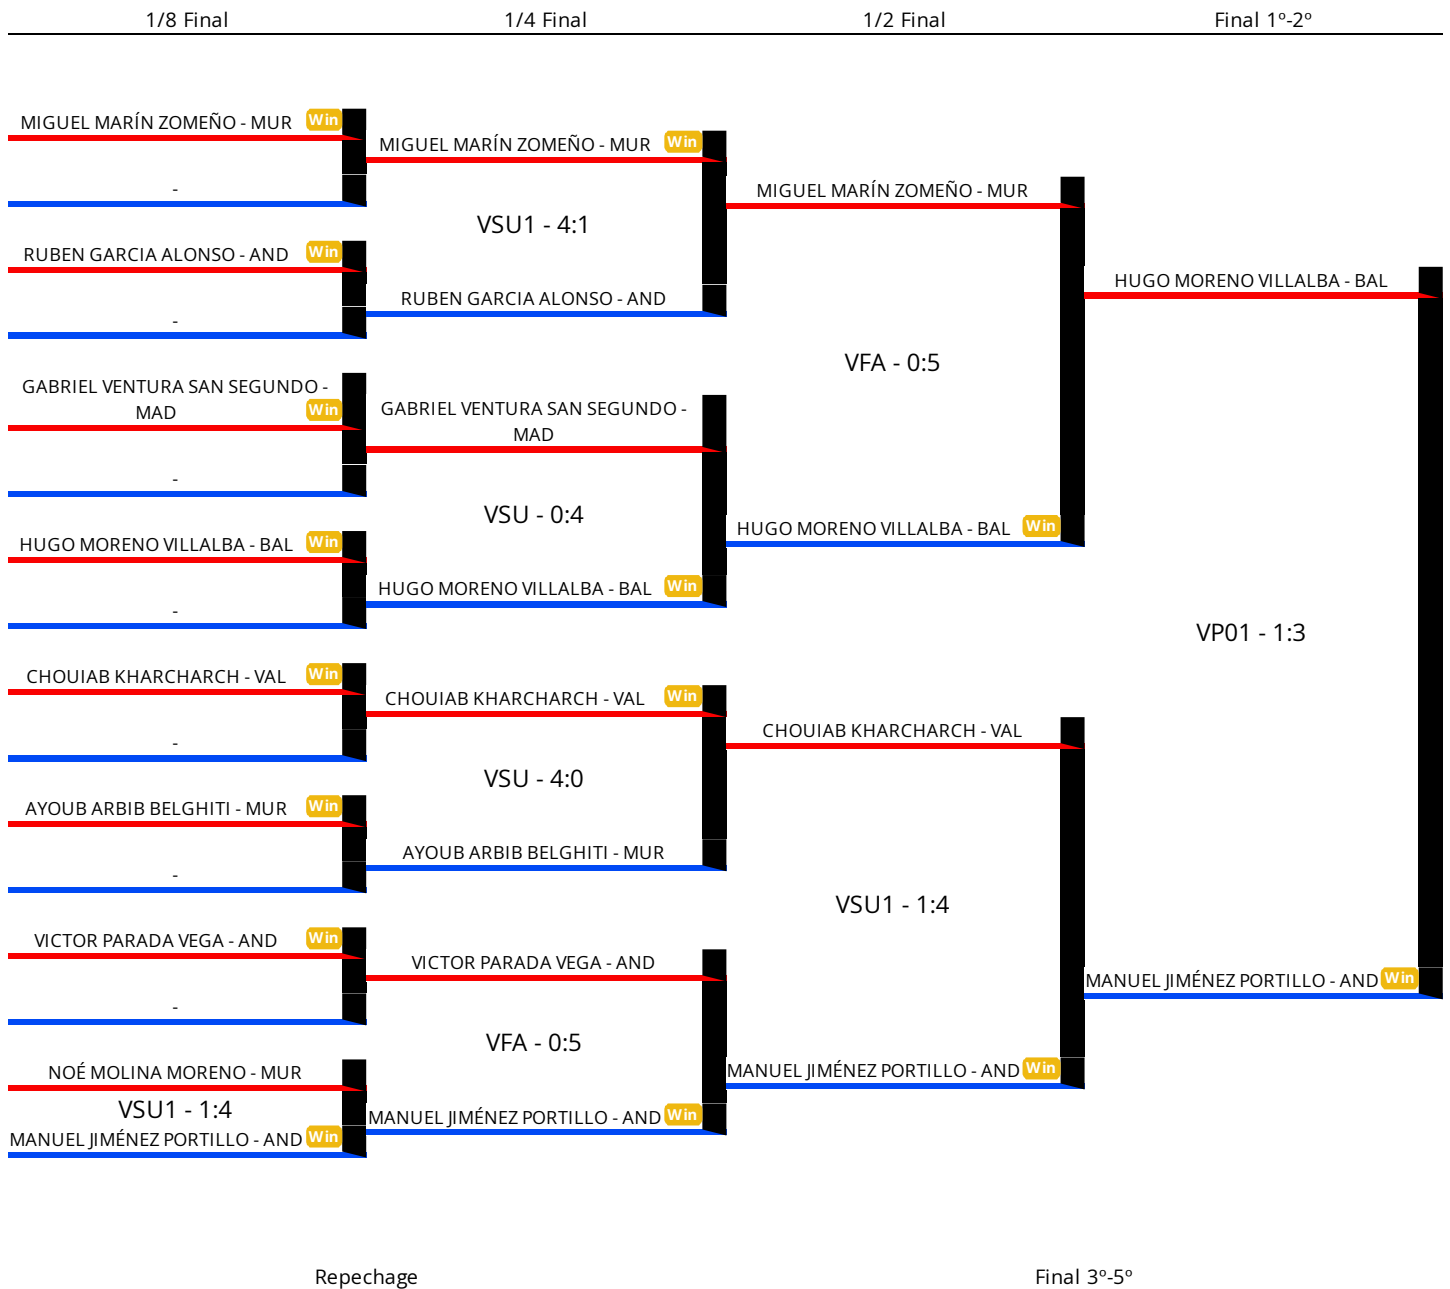 1/8 Final
1/4 Final
1/2 Final
Final 1º-2º
MIGUEL MARÍN ZOMEÑO - MUR Win
-
RUBEN GARCIA ALONSO - AND Win
-
GABRIEL VENTURA SAN SEGUNDO -
MAD Win
-
HUGO MORENO VILLALBA - BAL Win
-
CHOUIAB KHARCHARCH - VAL Win
-
AYOUB ARBIB BELGHITI - MUR Win
-
VICTOR PARADA VEGA - AND Win
-
NOÉ MOLINA MORENO - MUR
VSU1 - 1:4
MANUEL JIMÉNEZ PORTILLO - AND Win
MIGUEL MARÍN ZOMEÑO - MUR Win
VSU1 - 4:1
RUBEN GARCIA ALONSO - AND
GABRIEL VENTURA SAN SEGUNDO -
MAD
VSU - 0:4
HUGO MORENO VILLALBA - BAL Win
CHOUIAB KHARCHARCH - VAL Win
VSU - 4:0
AYOUB ARBIB BELGHITI - MUR
VICTOR PARADA VEGA - AND
VFA - 0:5
MANUEL JIMÉNEZ PORTILLO - AND Win
MIGUEL MARÍN ZOMEÑO - MUR
VFA - 0:5
HUGO MORENO VILLALBA - BAL Win
CHOUIAB KHARCHARCH - VAL
VSU1 - 1:4
MANUEL JIMÉNEZ PORTILLO - AND Win
HUGO MORENO VILLALBA - BAL
VP01 - 1:3
MANUEL JIMÉNEZ PORTILLO - AND Win
Repechage
Final 3º-5º